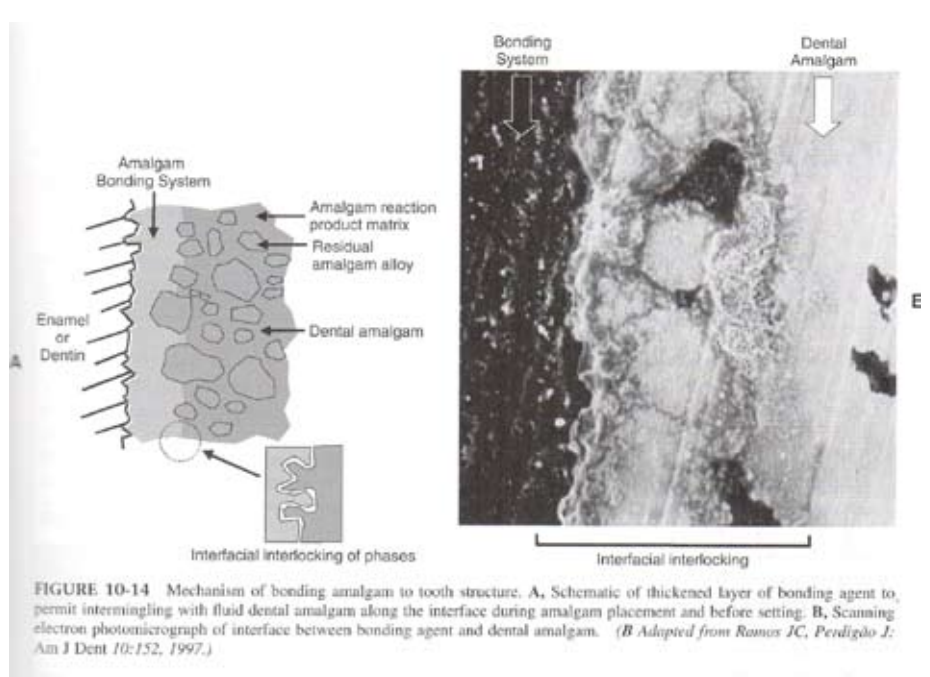 Bonding
System
Dental
Amalgam
Amalgam
Bonding System
Amalgam reaction
product matrix
Residual
amalgam alloy
Enamel
or
Dentin
Dental amalgam
A
Interfacial interlocking of phases
Interfacial interlocking
FIGURE 10-14 Mechanism of bonding amalgam to tooth structure. A, Schematic of thickened layer of bonding agent to
permit intermingling with fluid dental amalgam along the interface during amalgam placement and before setting. B, Scanning
electron photomicrograph of interface between bonding agent and dental amalgam. (B Adapted from Ramos JC, Perdigão J:
Am J Dent 10:152, 1997.)